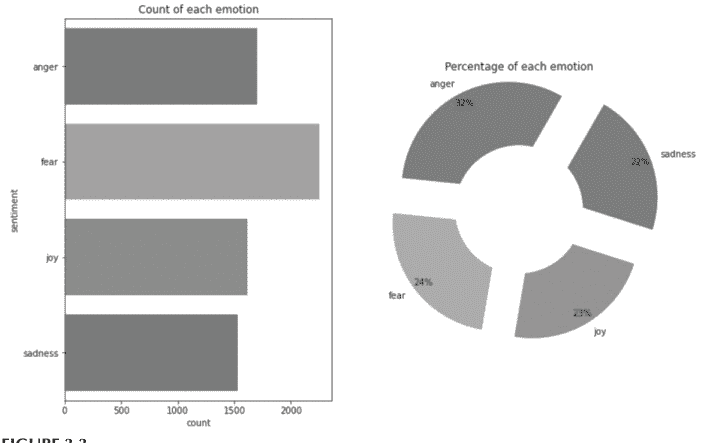 Count of each emotion
anger
fear
joy
sadness
sentiment
0 500 1000 1500 2000
count
Percentage of each emotion
anger
32%
22%
sadness
24%
fear
23%
joy